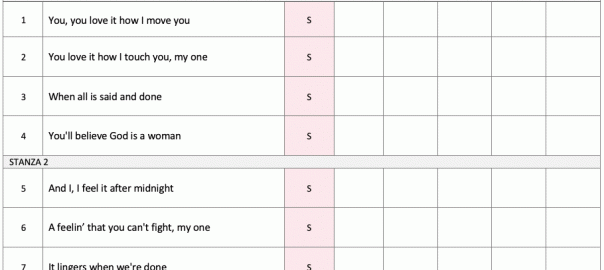 1 You, you love it how I move you S
2 You love it how I touch you, my one S
3 When all is said and done S
4 You'll believe God is a woman S
STANZA 2
5 And I, I feel it after midnight S
6 A feelin’ that you can't fight, my one S
7 It lingers when we're done S